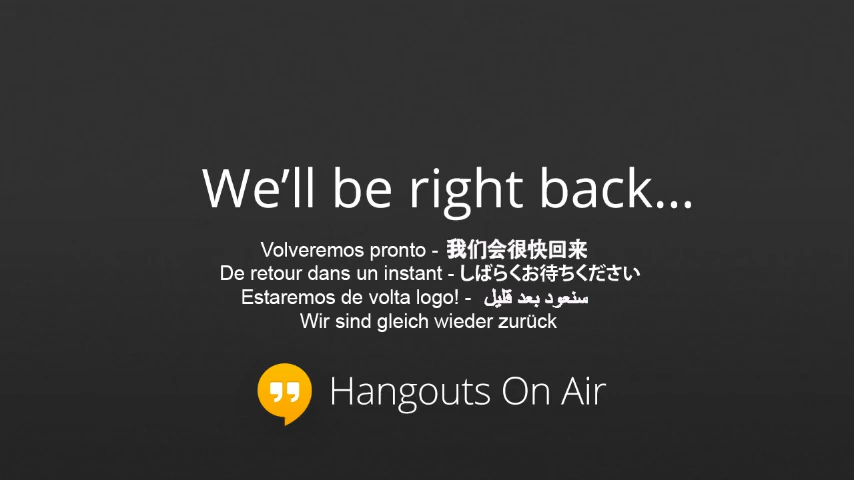 We'll be right back...
Volveremos pronto - 我们会很快回来
De retour dans un instant - しばらくお待ちください
Estaremos de volta logo! - سنعود بعد قليل
Wir sind gleich wieder zurück
Hangouts On Air